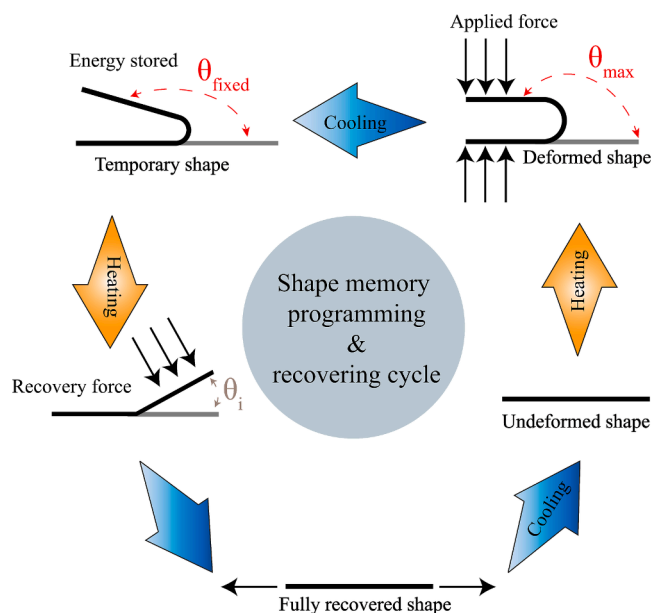 Applied force
Energy stored
θfixed
θmax
Cooling
Temporary shape
Deformed shape
Heating
Heating
Shape memory
programming
&
recovering cycle
Recovery force
θi
Undeformed shape
Cooling
Fully recovered shape